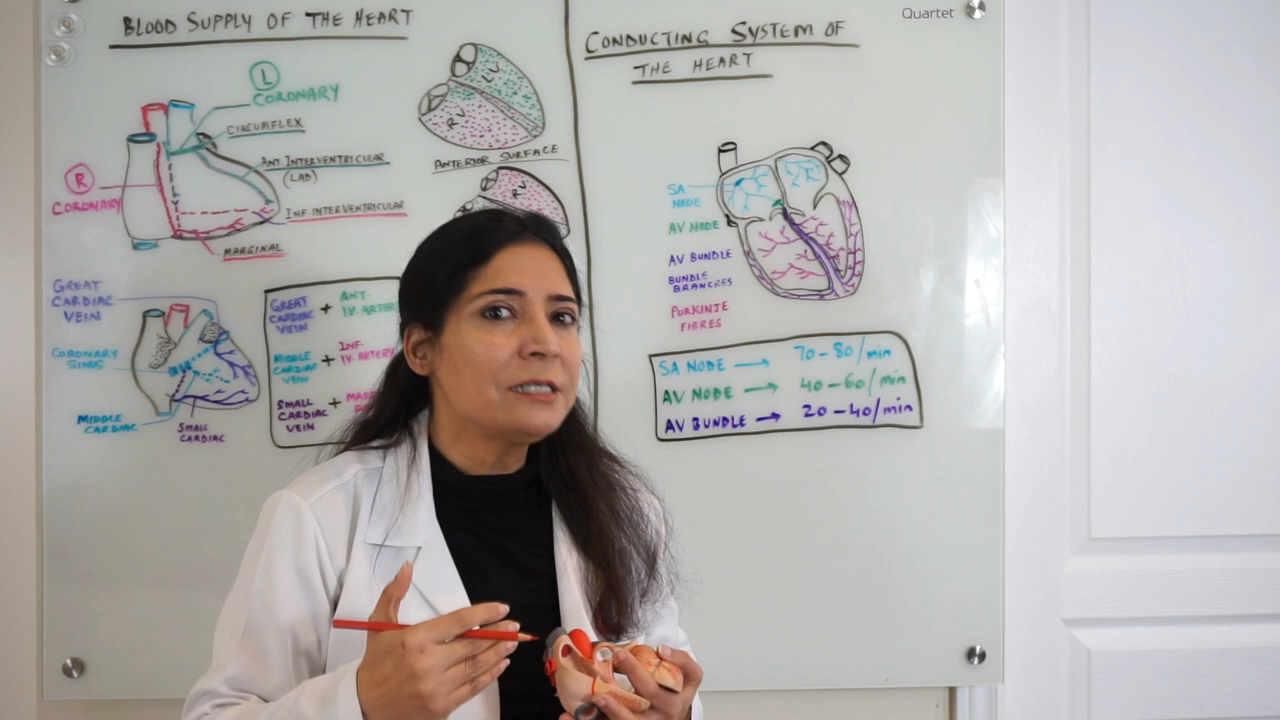 BLOOD SUPPLY OF THE HEART
L
CORONARY
CIRCUMFLEX
ANT INTERVENTRICULAR
(LAD)
R
CORONARY
INF-INTERVENTRICULAR
MARGINAL
LV
RV
ANTERIOR SURFACE
RV
GREAT
CARDIAC
VEIN
CORONARY
SINUS
MIDDLE
CARDIAC
SMALL
CARDIAC
GREAT
CARDIAC
VEIN
+
ANT-
IV-ARTER
MIDDLE
CARDIAC
VEIN
+
INF-
IV-ARTERY
SMALL
CARDIAC
VEIN
+
Quartet
CONDUCTING SYSTEM OF
THE HEART
SA
NODE
AV NODE
AV BUNDLE
BUNDLE
BRANCHES
PURKINJE
FIBRES
SA NODE → 70-80/min
AV NODE → 40-60/min
AV BUNDLE → 20-40/min